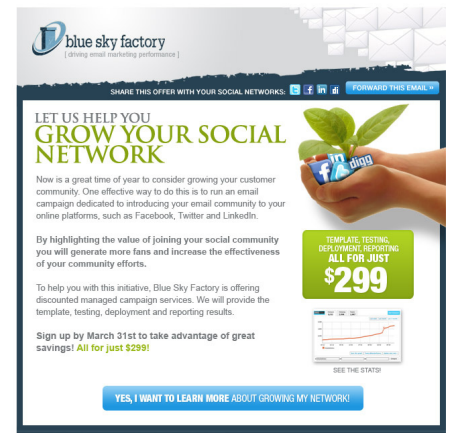 blue sky factory
[ driving email marketing performance ]
SHARE THIS OFFER WITH YOUR SOCIAL NETWORKS: t f in di FORWARD THIS EMAIL »
LET US HELP YOU
GROW YOUR SOCIAL
NETWORK
Now is a great time of year to consider growing your customer
community. One effective way to do this is to run an email
campaign dedicated to introducing your email community to your
online platforms, such as Facebook, Twitter and LinkedIn.
By highlighting the value of joining your social community
you will generate more fans and increase the effectiveness
of your community efforts.
To help you with this initiative, Blue Sky Factory is offering
discounted managed campaign services. We will provide the
template, testing, deployment and reporting results.
Sign up by March 31st to take advantage of great
savings! All for just $299!
f in digg
TEMPLATE, TESTING,
DEPLOYMENT, REPORTING
ALL FOR JUST
$299
SEE THE STATS!
YES, I WANT TO LEARN MORE ABOUT GROWING MY NETWORK!